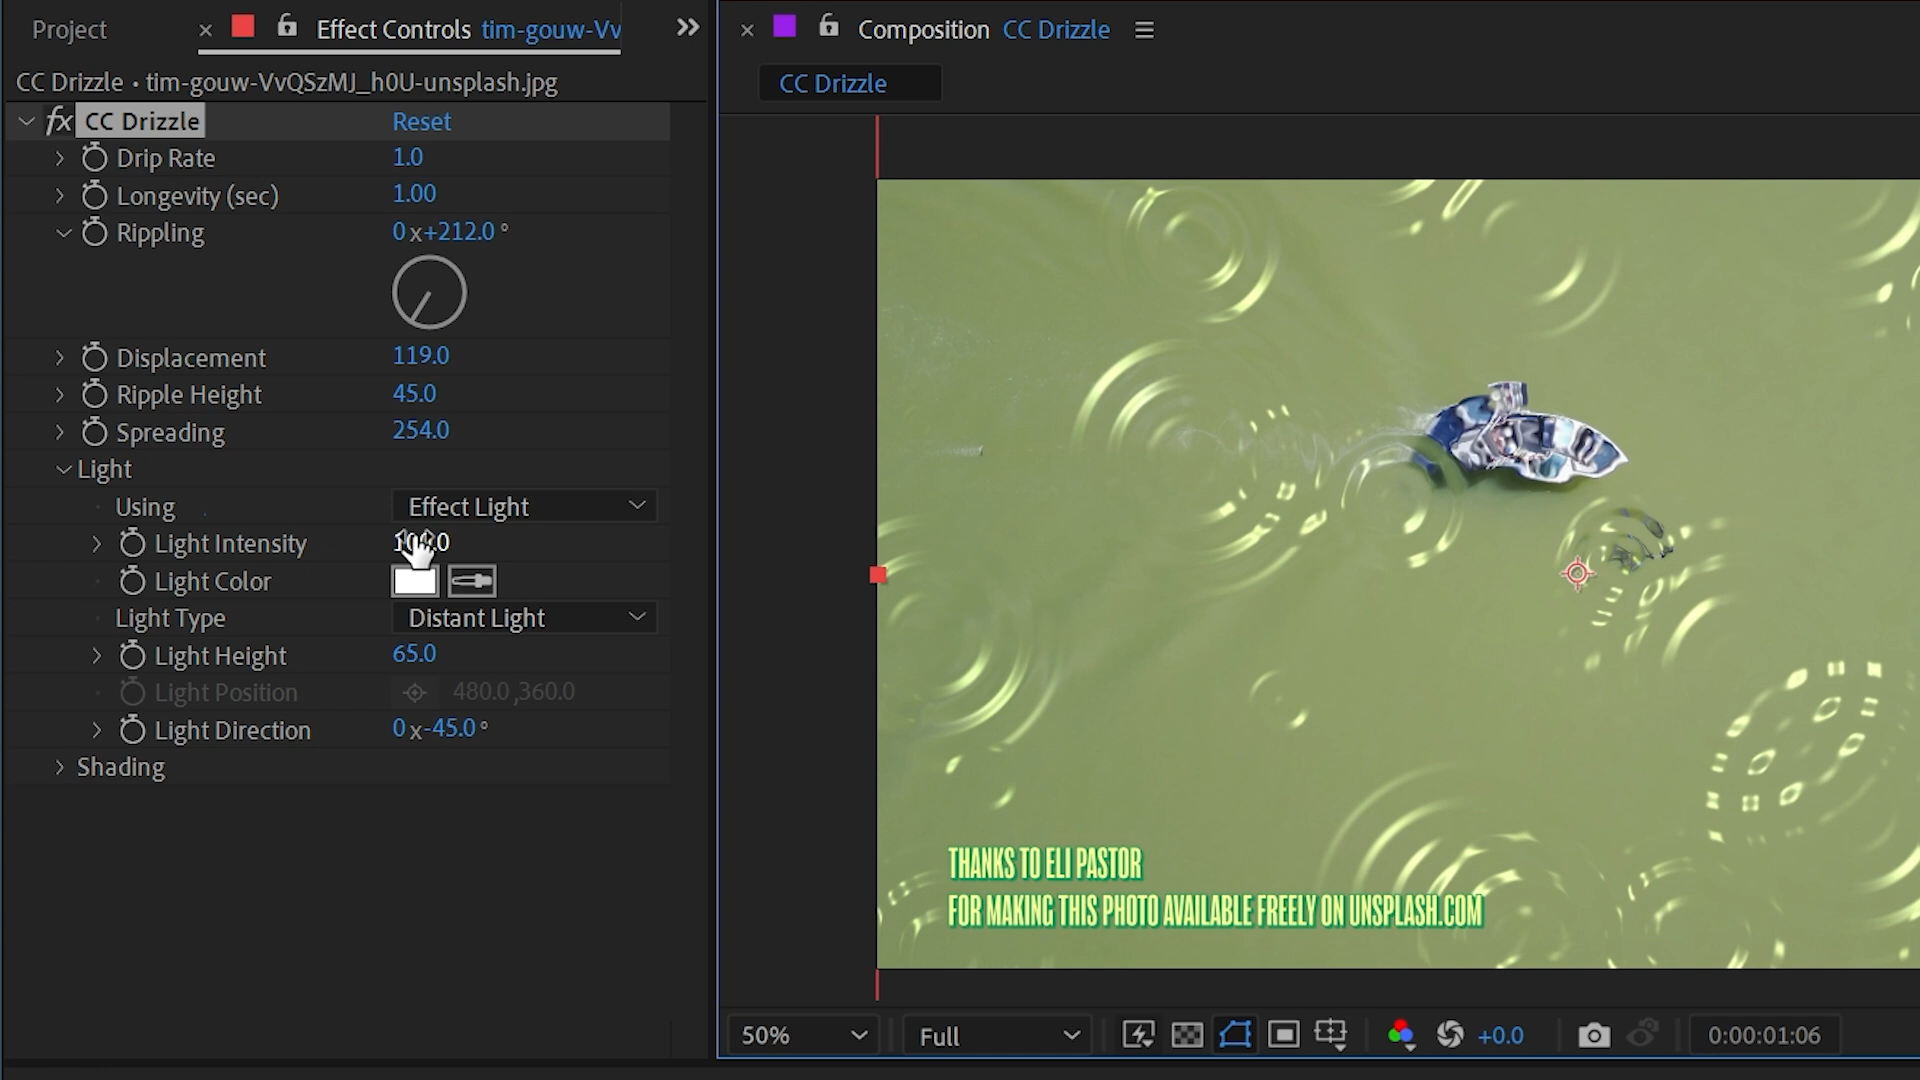 Project
Effect Controls tim-gouw-Vv
Composition CC Drizzle
CC Drizzle • tim-gouw-VvQSzMJ_h0U-unsplash.jpg
CC Drizzle
fx CC Drizzle Reset
Drip Rate 1.0
Longevity (sec) 1.00
Rippling 0 x+212.0 °
Displacement 119.0
Ripple Height 45.0
Spreading 254.0
Light
Using Effect Light
Light Intensity
Light Color
Light Type Distant Light
Light Height 65.0
Light Position 480.0 ,360.0
Light Direction 0 x-45.0 °
Shading
THANKS TO ELI PASTOR
FOR MAKING THIS PHOTO AVAILABLE FREELY ON UNSPLASH.COM
50% Full +0.0 0:00:01:06